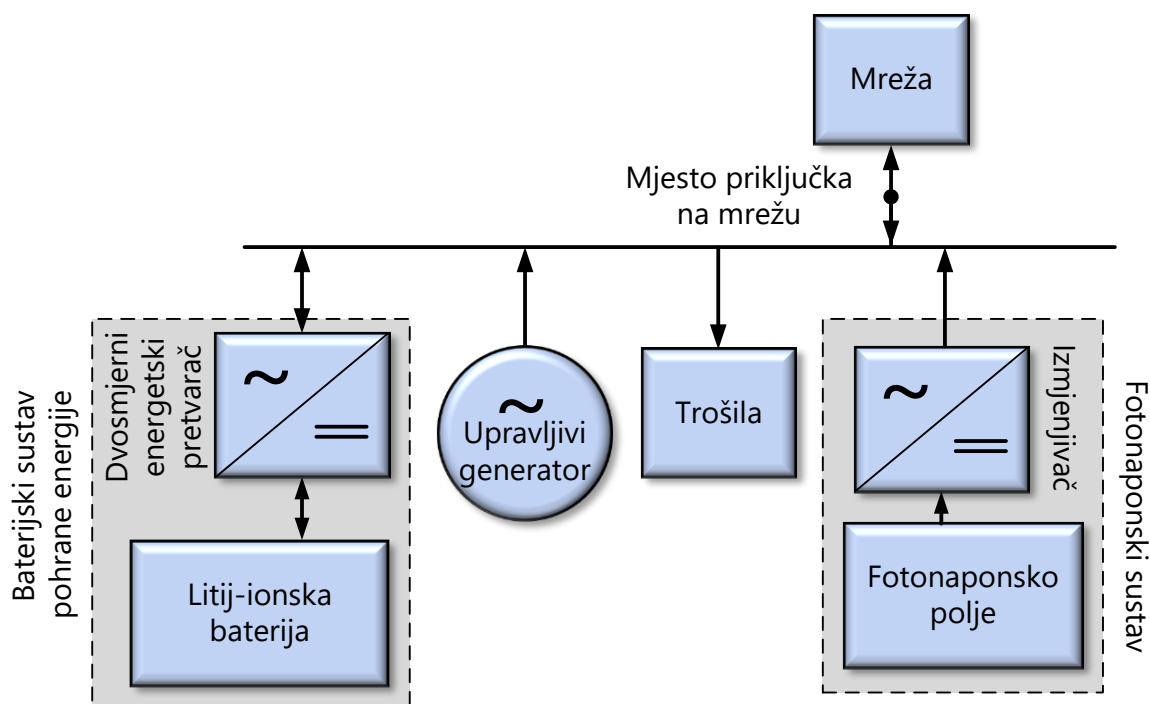 Mreža
Mjesto priključka
na mrežu
Baterijski sustav
pohrane energije
Dvosmjerni
energetski
pretvarač
~
=
Litij-ionska
baterija
~
Upravljivi
generator
Trošila
~
=
Izmjenjivač
Fotonaponsko
polje
Fotonaponski sustav